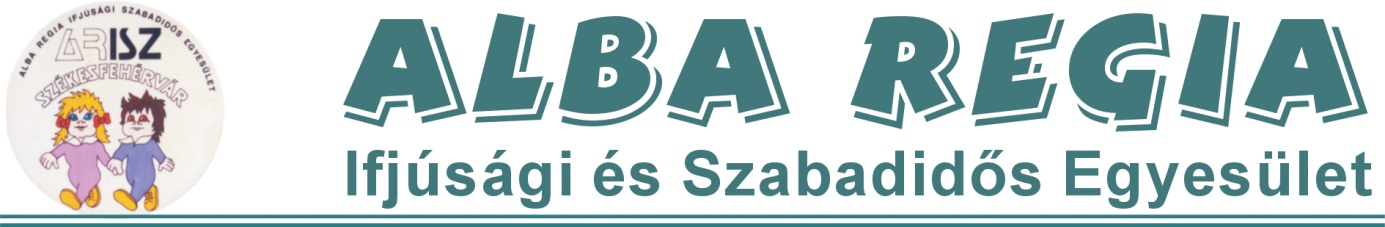 ALBA REGIA IFJÚSÁGI SZABADIDŐS EGYESÜLET
ARISZ
SZÉKESFEHÉRVÁR
ALBA REGIA
Ifjúsági és Szabadidős Egyesület